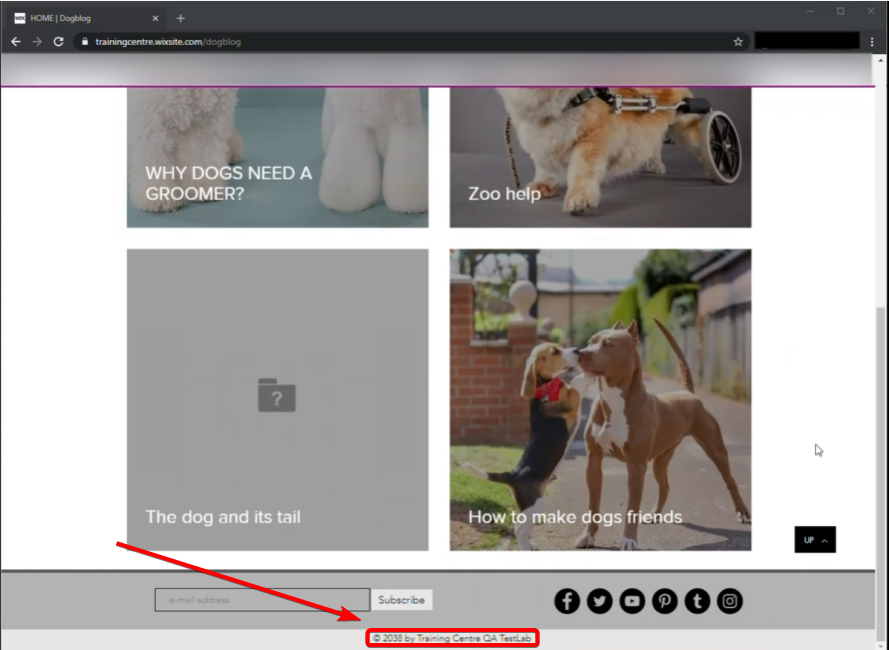 WIX HOME | Dogblog
trainingcentre.wixsite.com/dogblog
WHY DOGS NEED A
GROOMER?
Zoo help
?
The dog and its tail
How to make dogs friends
UP
e-mail address
Subscribe
© 2038 by Training Centre QA TestLab